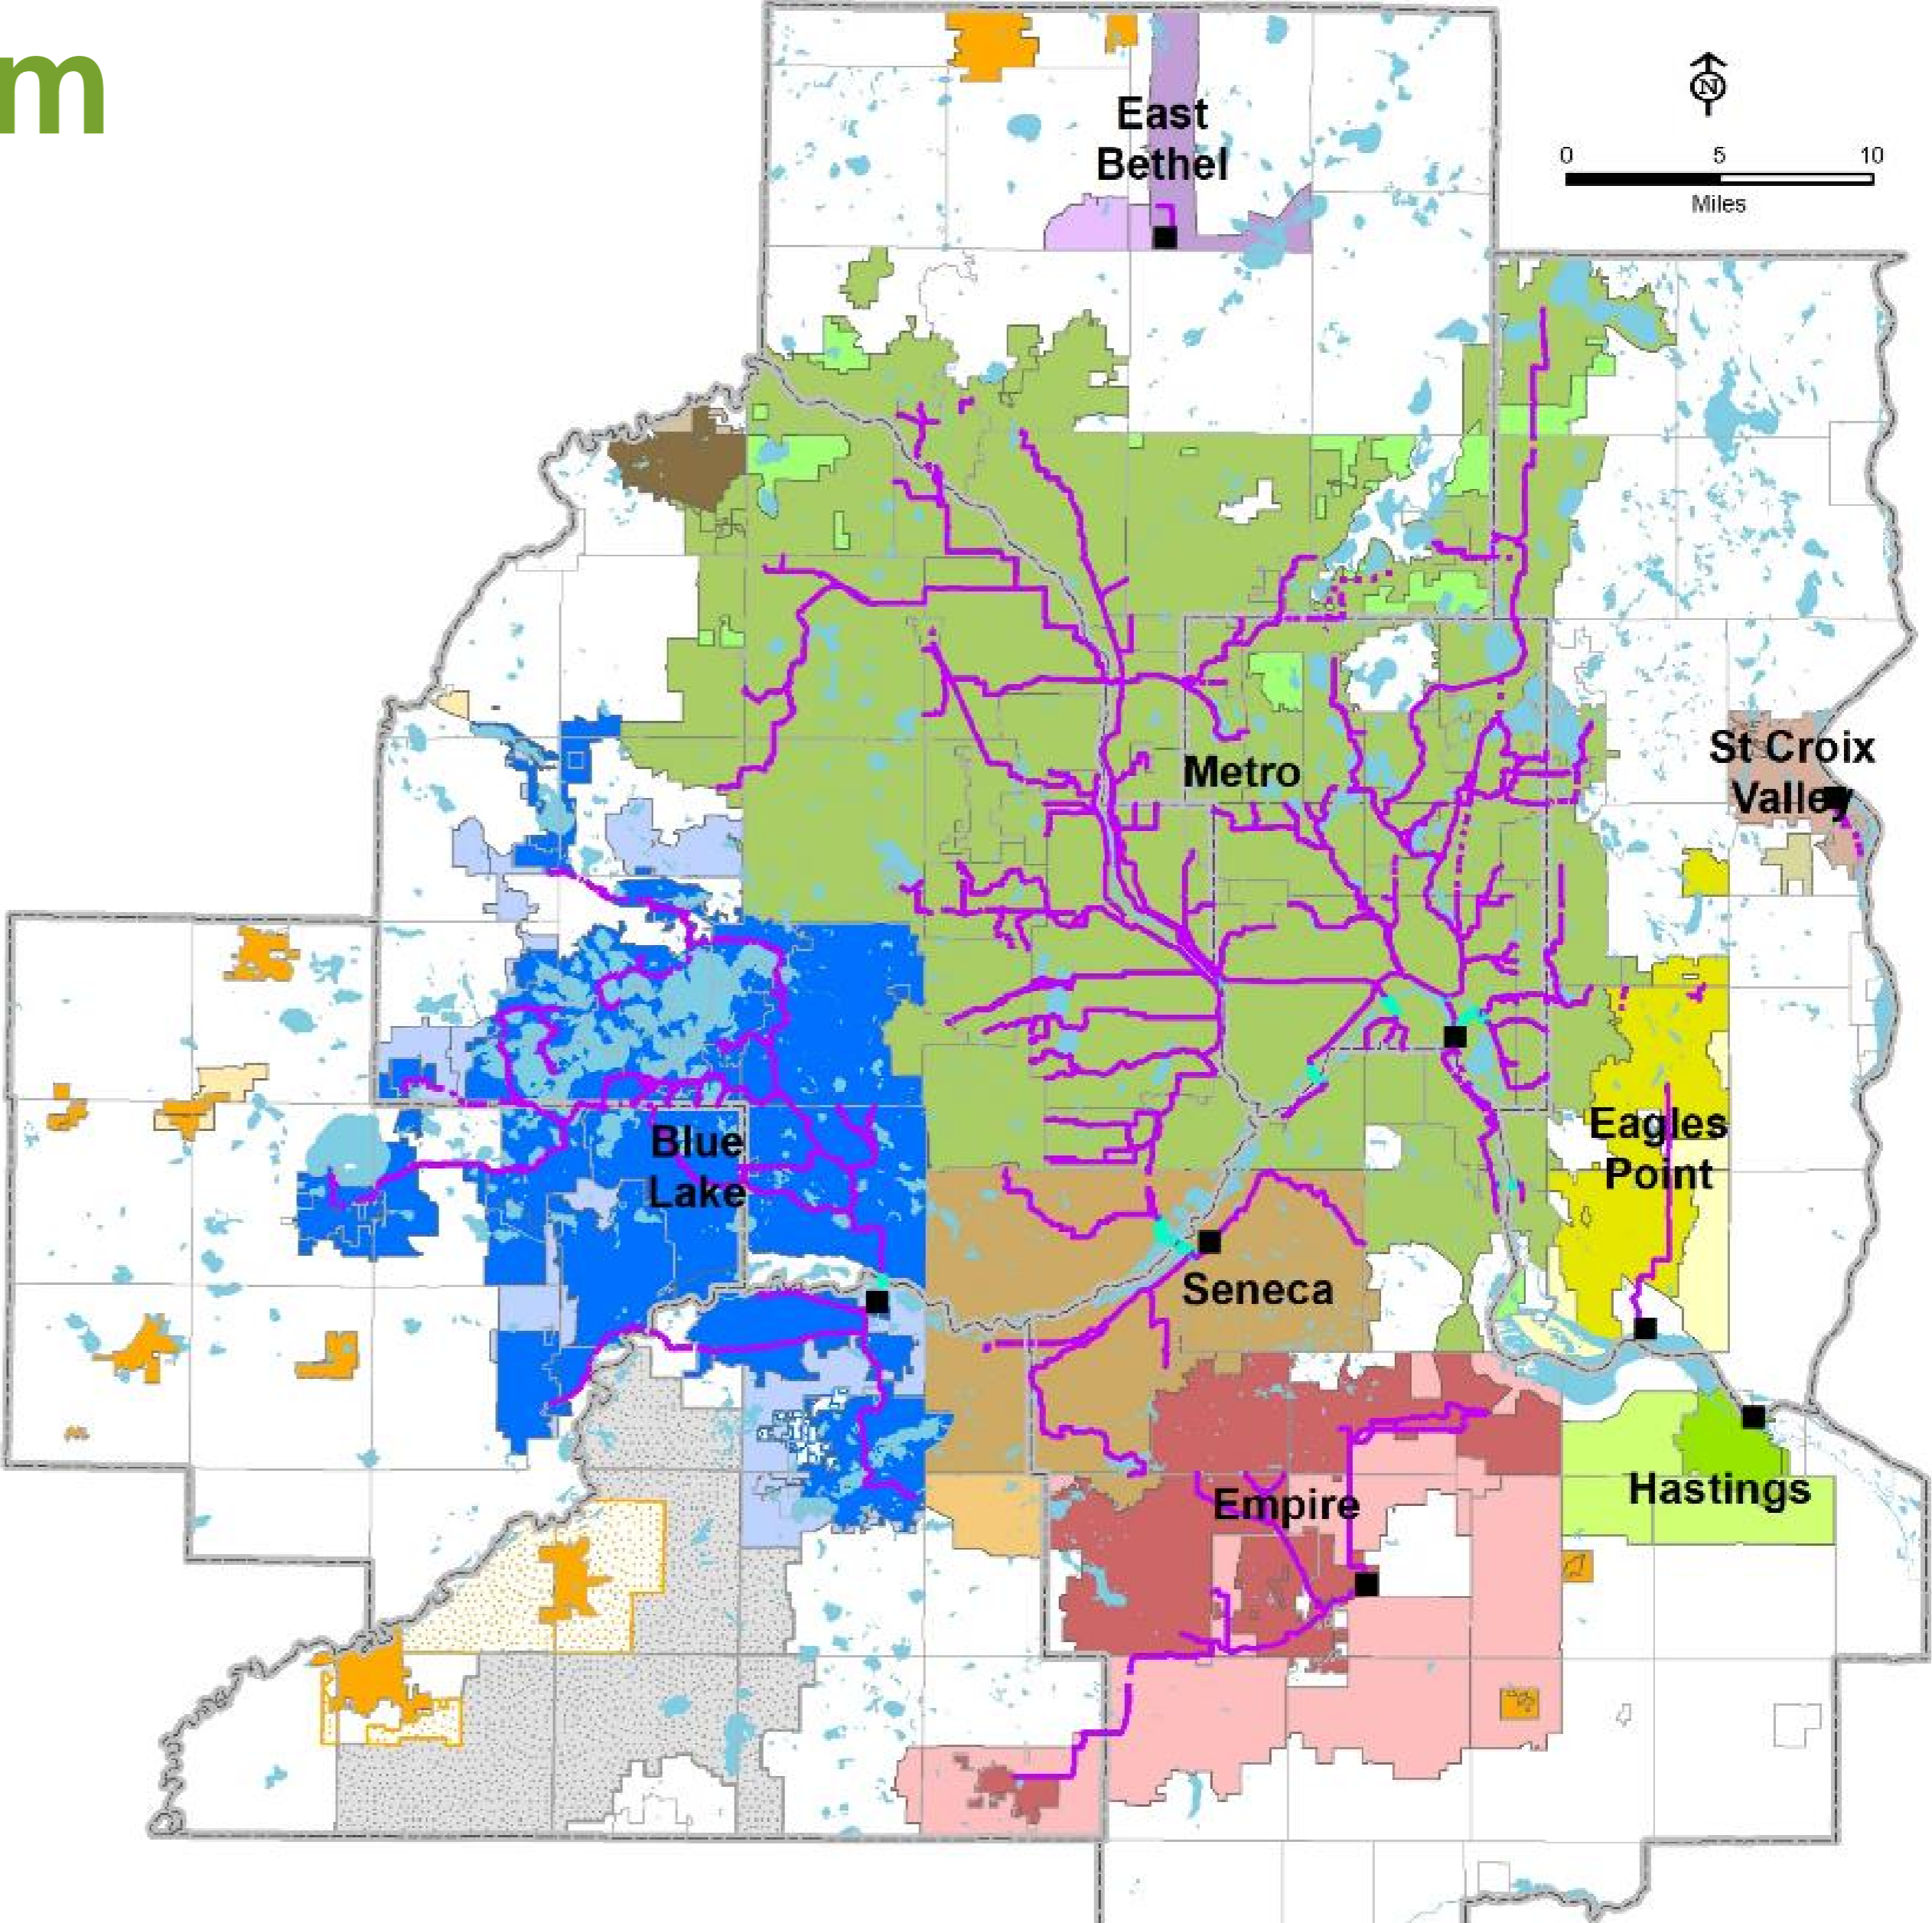 m
East
Bethel
N
0 5 10
Miles
Metro
St Croix
Valley
Eagles
Point
Blue
Lake
Seneca
Empire
Hastings